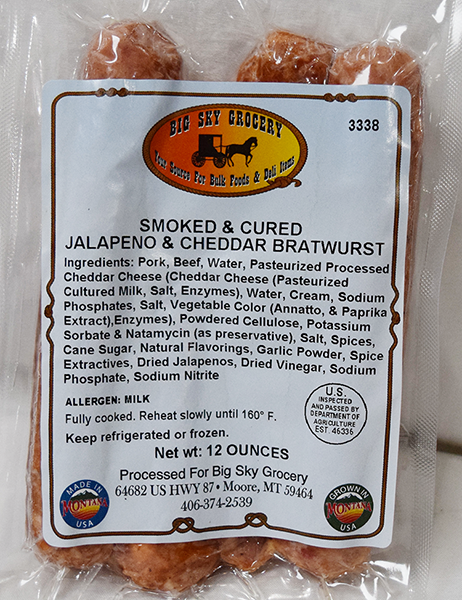 BIG SKY GROCERY
Your Source For Bulk Foods & Deli Items
3338
SMOKED & CURED
JALAPENO & CHEDDAR BRATWURST
Ingredients: Pork, Beef, Water, Pasteurized Processed
Cheddar Cheese (Cheddar Cheese (Pasteurized
Cultured Milk, Salt, Enzymes), Water, Cream, Sodium
Phosphates, Salt, Vegetable Color (Annatto, & Paprika
Extract),Enzymes), Powdered Cellulose, Potassium
Sorbate & Natamycin (as preservative), Salt, Spices,
Cane Sugar, Natural Flavorings, Garlic Powder, Spice
Extractives, Dried Jalapenos, Dried Vinegar, Sodium
Phosphate, Sodium Nitrite
ALLERGEN: MILK
Fully cooked. Reheat slowly until 160° F.
Keep refrigerated or frozen.
U.S.
INSPECTED
AND PASSED BY
DEPARTMENT OF
AGRICULTURE
EST. 46336
Net wt: 12 OUNCES
Processed For Big Sky Grocery
64682 US HWY 87 • Moore, MT 59464
406-374-2539
MADE IN
MONTANA
USA
GROWN IN
MONTANA
USA